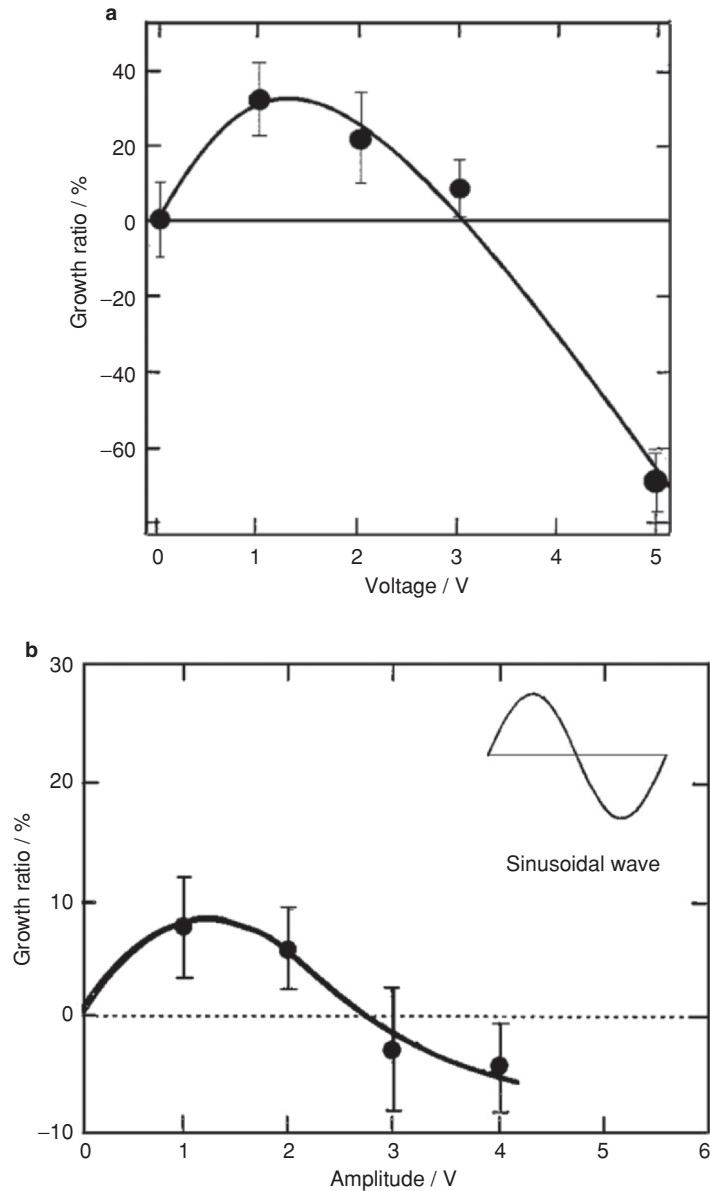 a
40
20
0
−20
−40
−60
Growth ratio / %
0 1 2 3 4 5
Voltage / V
b
30
20
10
0
−10
Growth ratio / %
Sinusoidal wave
0 1 2 3 4 5 6
Amplitude / V